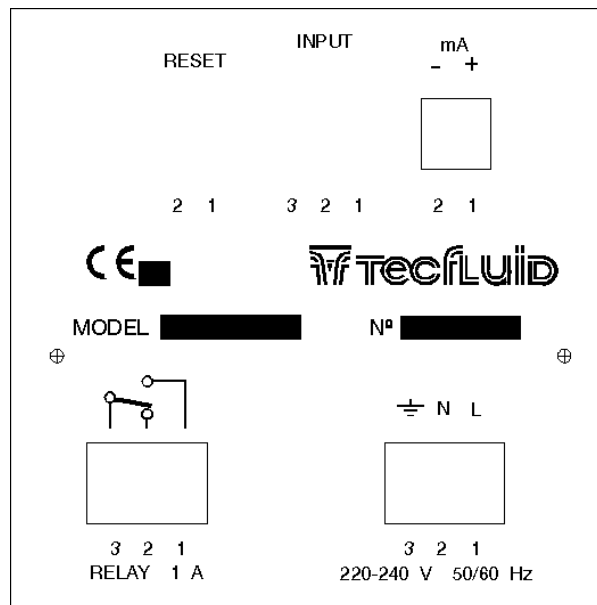 INPUT
RESET
mA
- +
2 1
3 2 1
2 1
CE
TECFLUID
MODEL
Nº
N L
3 2 1
RELAY 1 A
3 2 1
220-240 V 50/60 Hz